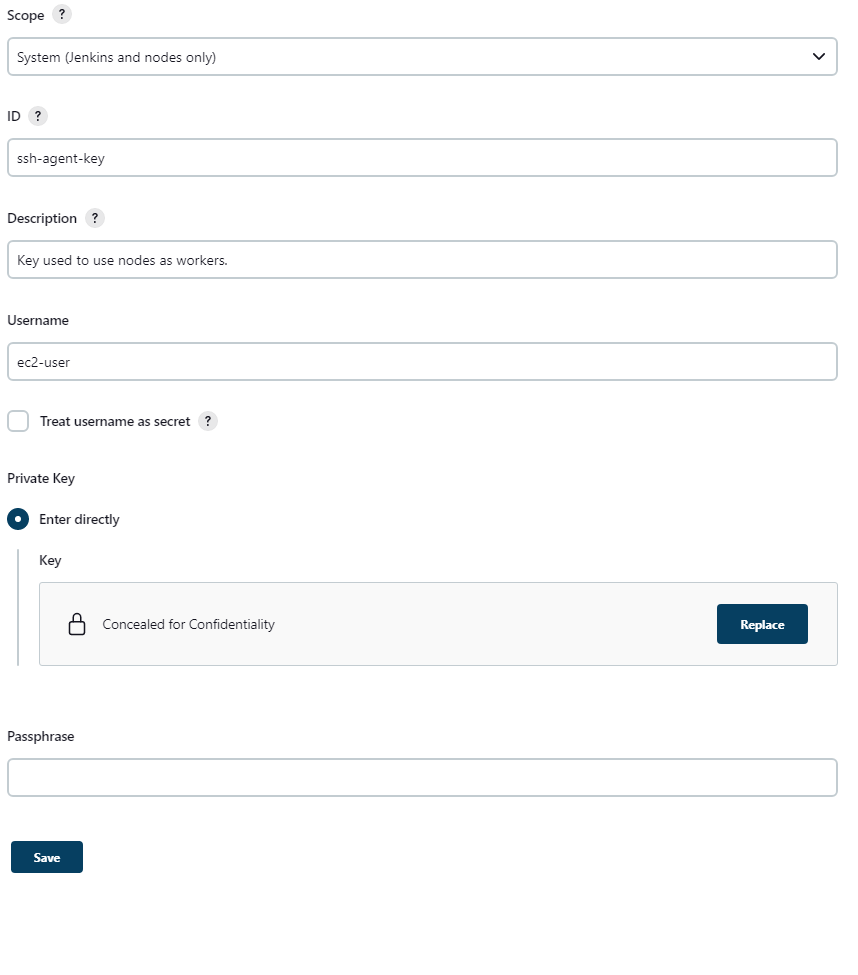 Scope ?
System (Jenkins and nodes only)
ID ?
ssh-agent-key
Description ?
Key used to use nodes as workers.
Username
ec2-user
Treat username as secret ?
Private Key
Enter directly
Key
Concealed for Confidentiality
Replace
Passphrase
Save